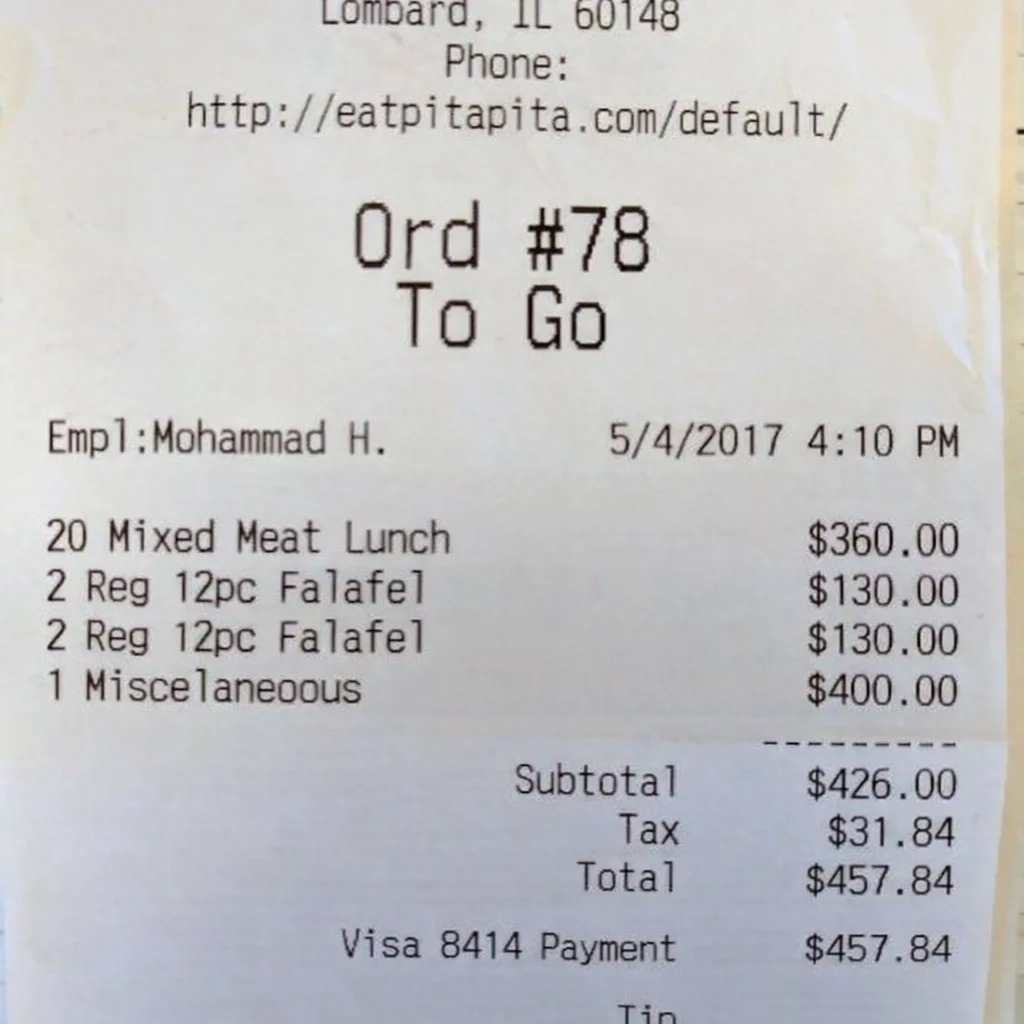 Lombard, IL 60148
Phone:
http://eatpitapita.com/default/
Ord #78
To Go
Empl:Mohammad H. 5/4/2017 4:10 PM
20 Mixed Meat Lunch $360.00
2 Reg 12pc Falafel $130.00
2 Reg 12pc Falafel $130.00
1 Miscelaneoous $400.00
---------
Subtotal $426.00
Tax $31.84
Total $457.84
Visa 8414 Payment $457.84
Tip